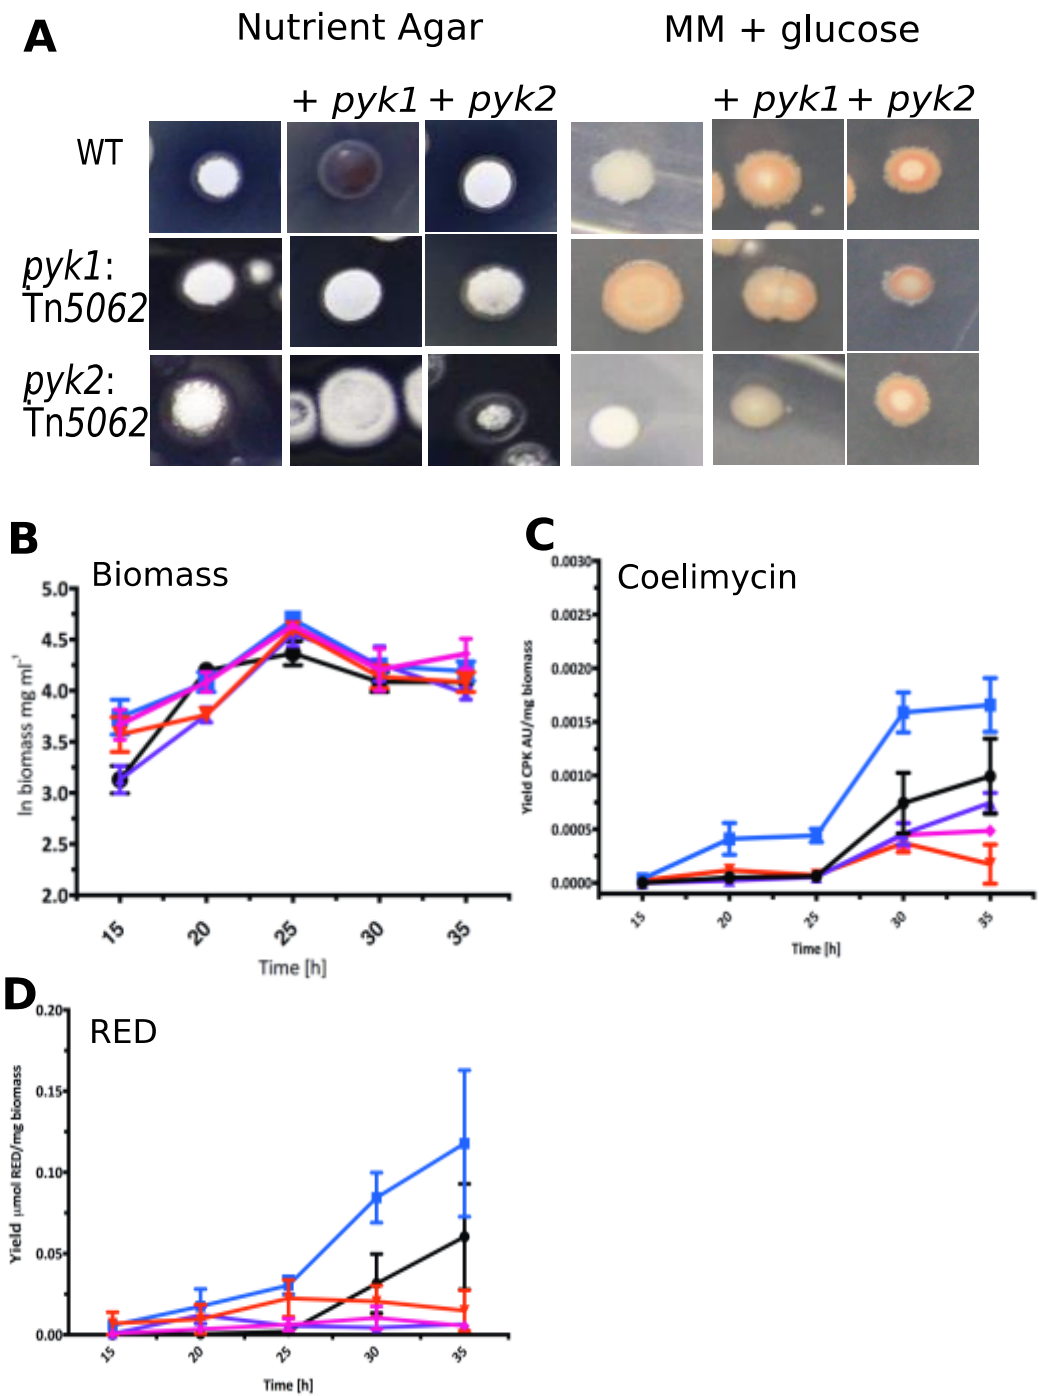 A
Nutrient Agar
MM + glucose
+ pyk1 + pyk2
+ pyk1 + pyk2
WT
pyk1:
Tn5062
pyk2:
Tn5062
B
Biomass
ln biomass mg ml⁻¹
5.0
4.5
4.0
3.5
3.0
2.5
2.0
15 20 25 30 35
Time [h]
C
Coelimycin
Yield CPK AU/mg biomass
0.0030
0.0025
0.0020
0.0015
0.0010
0.0005
0.0000
15 20 25 30 35
Time [h]
D
RED
Yield µmol RED/mg biomass
0.20
0.15
0.10
0.05
0.00
15 20 25 30 35
Time [h]